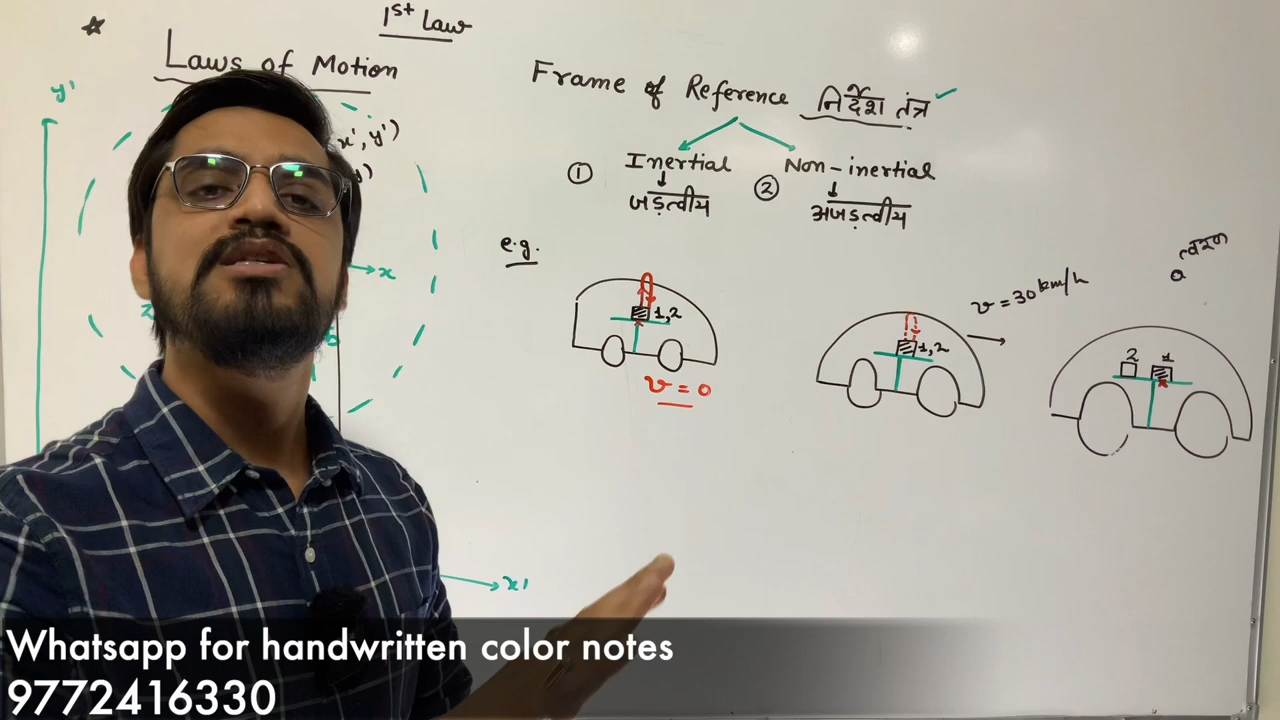 1st Law
Laws of Motion
y'
x', y')
x
x'
Frame of Reference निर्देश तंत्र
① Inertial
जड़त्वीय
② Non-inertial
अजड़त्वीय
e.g.
1,2
v = 0
1,2
v = 30 km/h
2 1
a
त्वरण
Whatsapp for handwritten color notes
9772416330